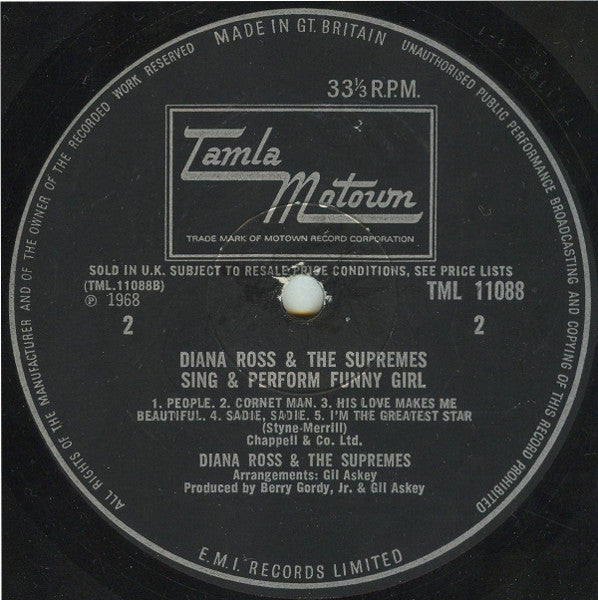 MADE IN GT. BRITAIN
UNAUTHORISED PUBLIC PERFORMANCE BROADCASTING AND COPYING OF THIS RECORD PROHIBITED
ALL RIGHTS OF THE MANUFACTURER AND OF THE OWNER OF THE RECORDED WORK RESERVED
33⅓ R.P.M.
Tamla
Motown
TRADE MARK OF MOTOWN RECORD CORPORATION
SOLD IN U.K. SUBJECT TO RESALE PRICE CONDITIONS, SEE PRICE LISTS
(TML.11088B) TML 11088
℗ 1968
2 2
DIANA ROSS & THE SUPREMES
SING & PERFORM FUNNY GIRL
1. PEOPLE. 2. CORNET MAN. 3. HIS LOVE MAKES ME
BEAUTIFUL. 4. SADIE, SADIE. 5. I'M THE GREATEST STAR
(Styne-Merrill)
Chappell & Co. Ltd.
DIANA ROSS & THE SUPREMES
Arrangements: Gil Askey
Produced by Berry Gordy, Jr. & Gil Askey
E.M.I. RECORDS LIMITED